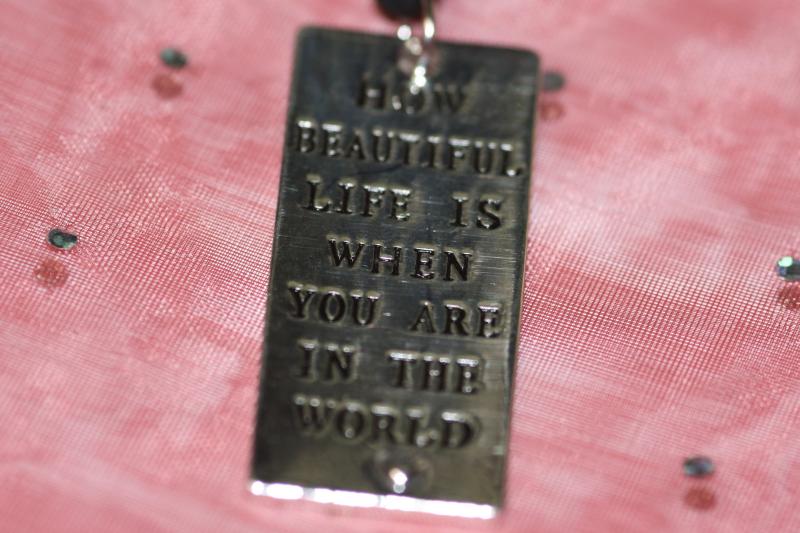 HOW
BEAUTIFUL
LIFE IS
WHEN
YOU ARE
IN THE
WORLD